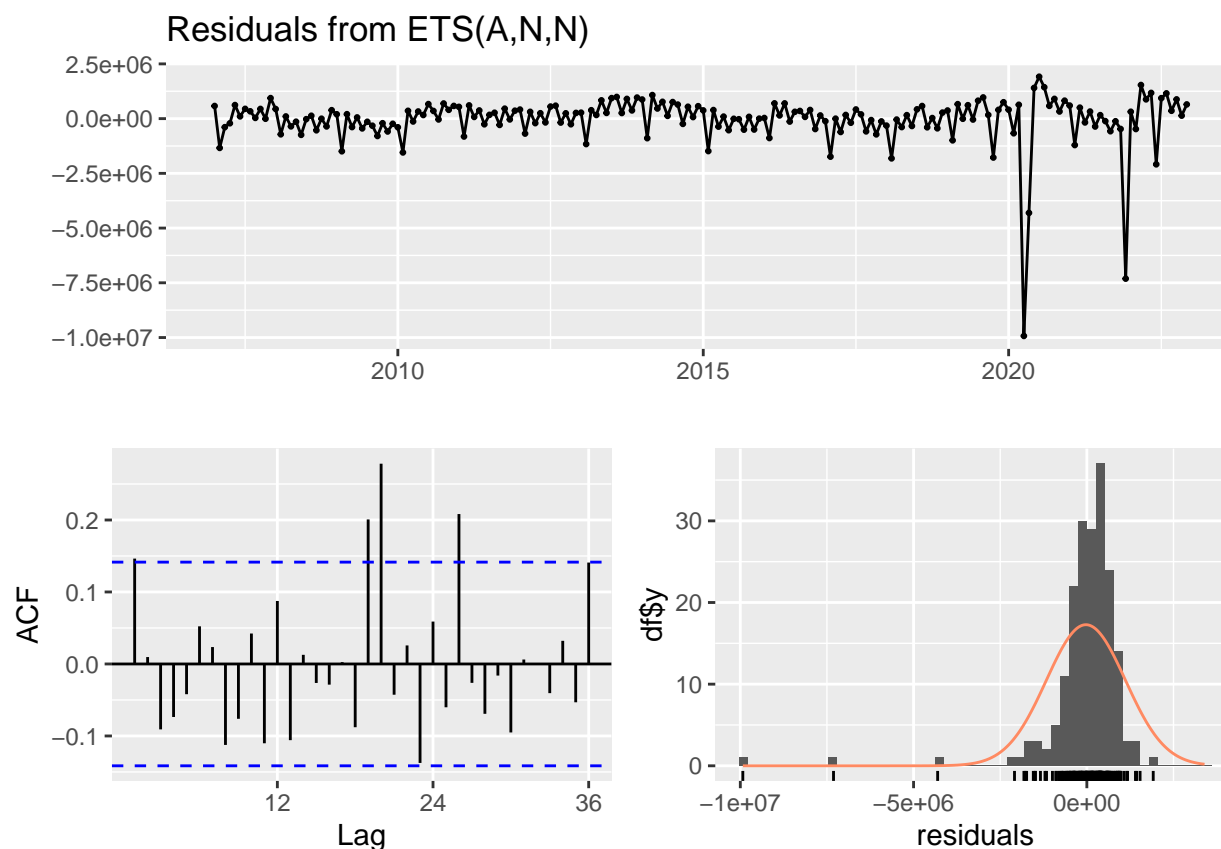 Residuals from ETS(A,N,N)
2.5e+06
0.0e+00
−2.5e+06
−5.0e+06
−7.5e+06
−1.0e+07
2010 2015 2020
ACF
0.2
0.1
0.0
−0.1
12 24 36
Lag
df$y
30
20
10
0
−1e+07 −5e+06 0e+00
residuals